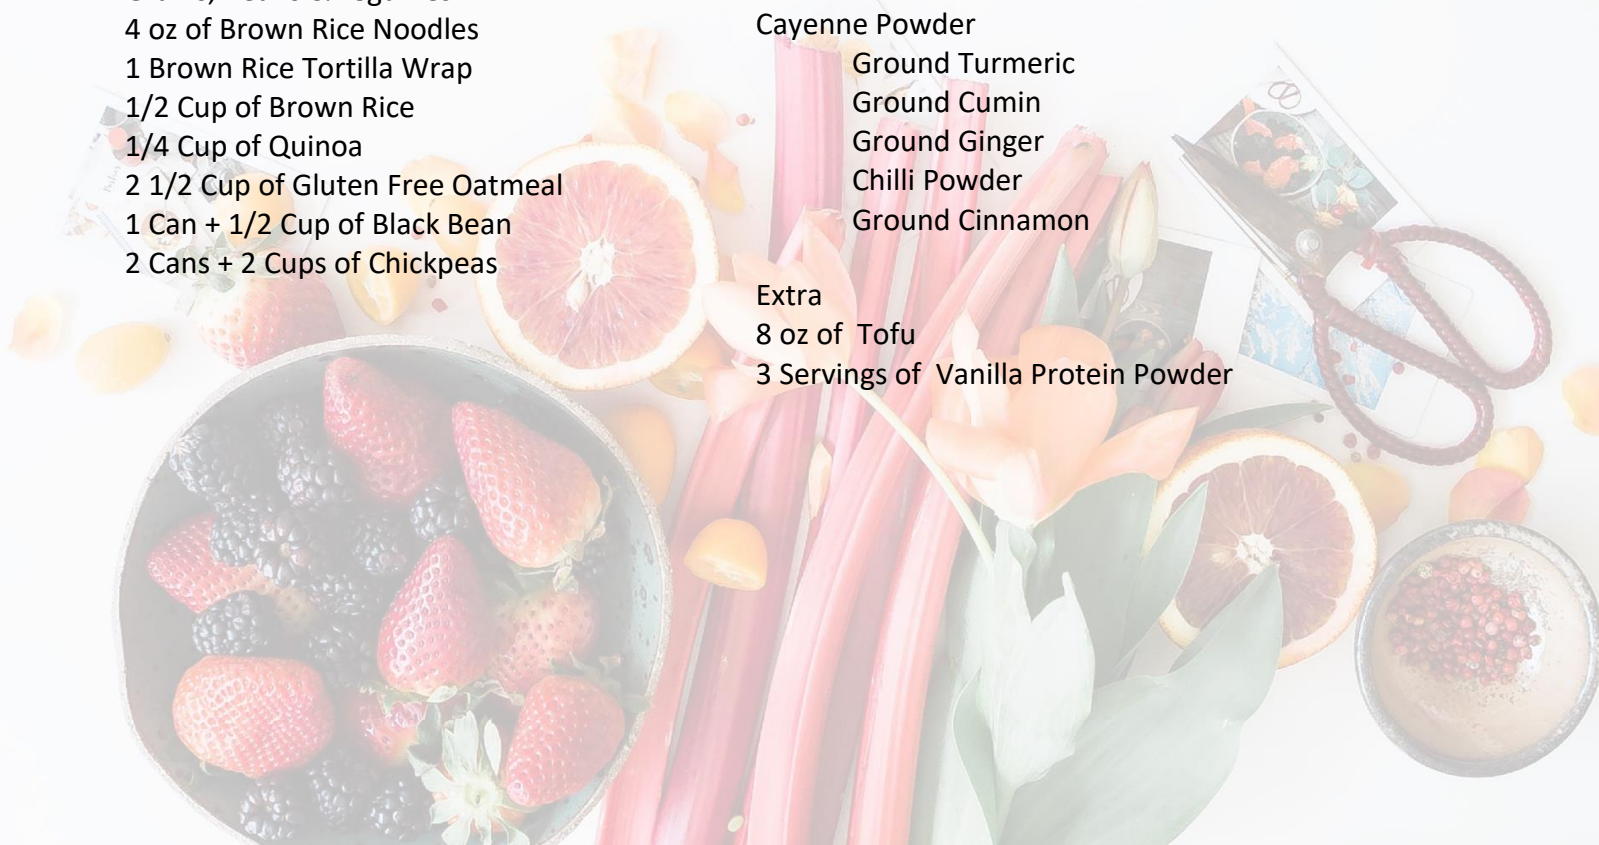 4 oz of Brown Rice Noodles
1 Brown Rice Tortilla Wrap
1/2 Cup of Brown Rice
1/4 Cup of Quinoa
2 1/2 Cup of Gluten Free Oatmeal
1 Can + 1/2 Cup of Black Bean
2 Cans + 2 Cups of Chickpeas
Cayenne Powder
Ground Turmeric
Ground Cumin
Ground Ginger
Chilli Powder
Ground Cinnamon
Extra
8 oz of Tofu
3 Servings of Vanilla Protein Powder